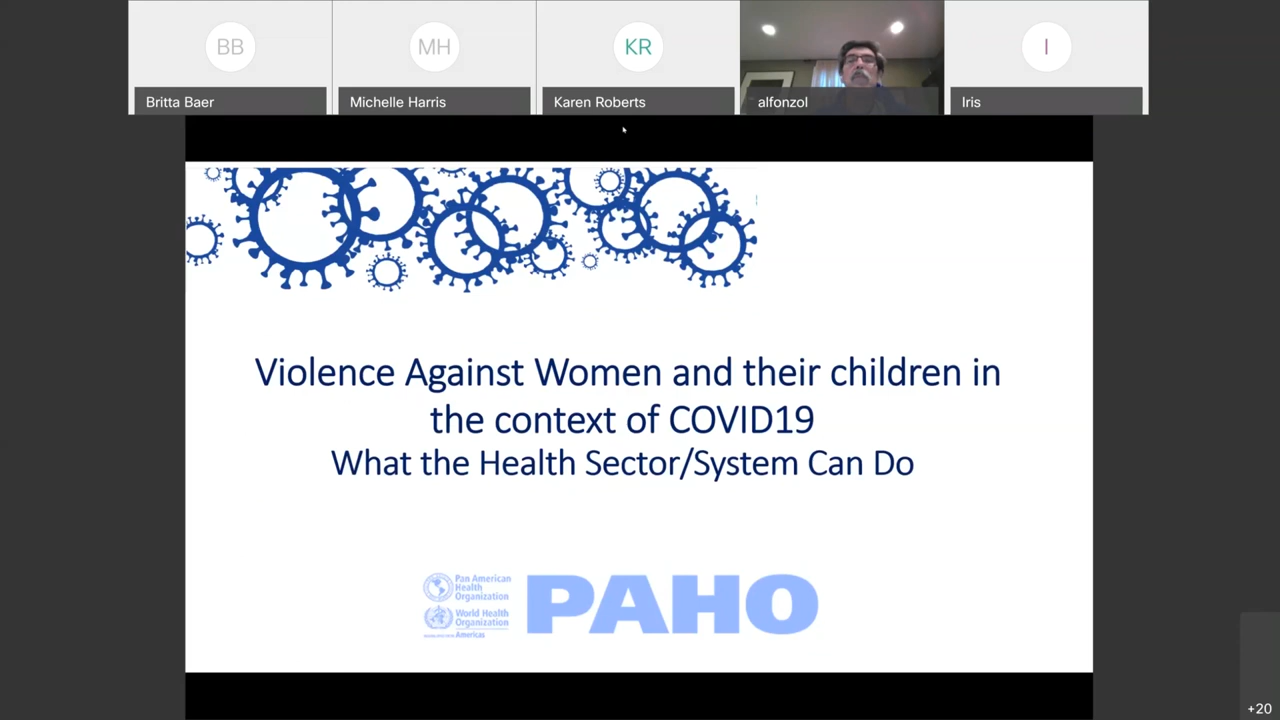 BB
MH
KR
I
Britta Baer
Michelle Harris
Karen Roberts
alfonzol
Iris
Violence Against Women and their children in
the context of COVID19
What the Health Sector/System Can Do
Pan American
Health
Organization
World Health
Organization
Americas
PAHO
+20